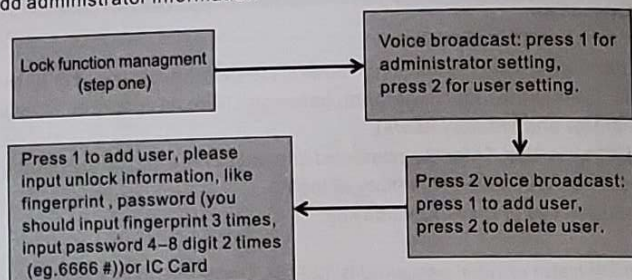 dd administrator
Lock function managment
(step one)
Voice broadcast: press 1 for
administrator setting,
press 2 for user setting.
Press 2 voice broadcast:
press 1 to add user,
press 2 to delete user.
Press 1 to add user, please
input unlock information, like
fingerprint , password (you
should input fingerprint 3 times,
input password 4–8 digit 2 times
(eg.6666 #))or IC Card